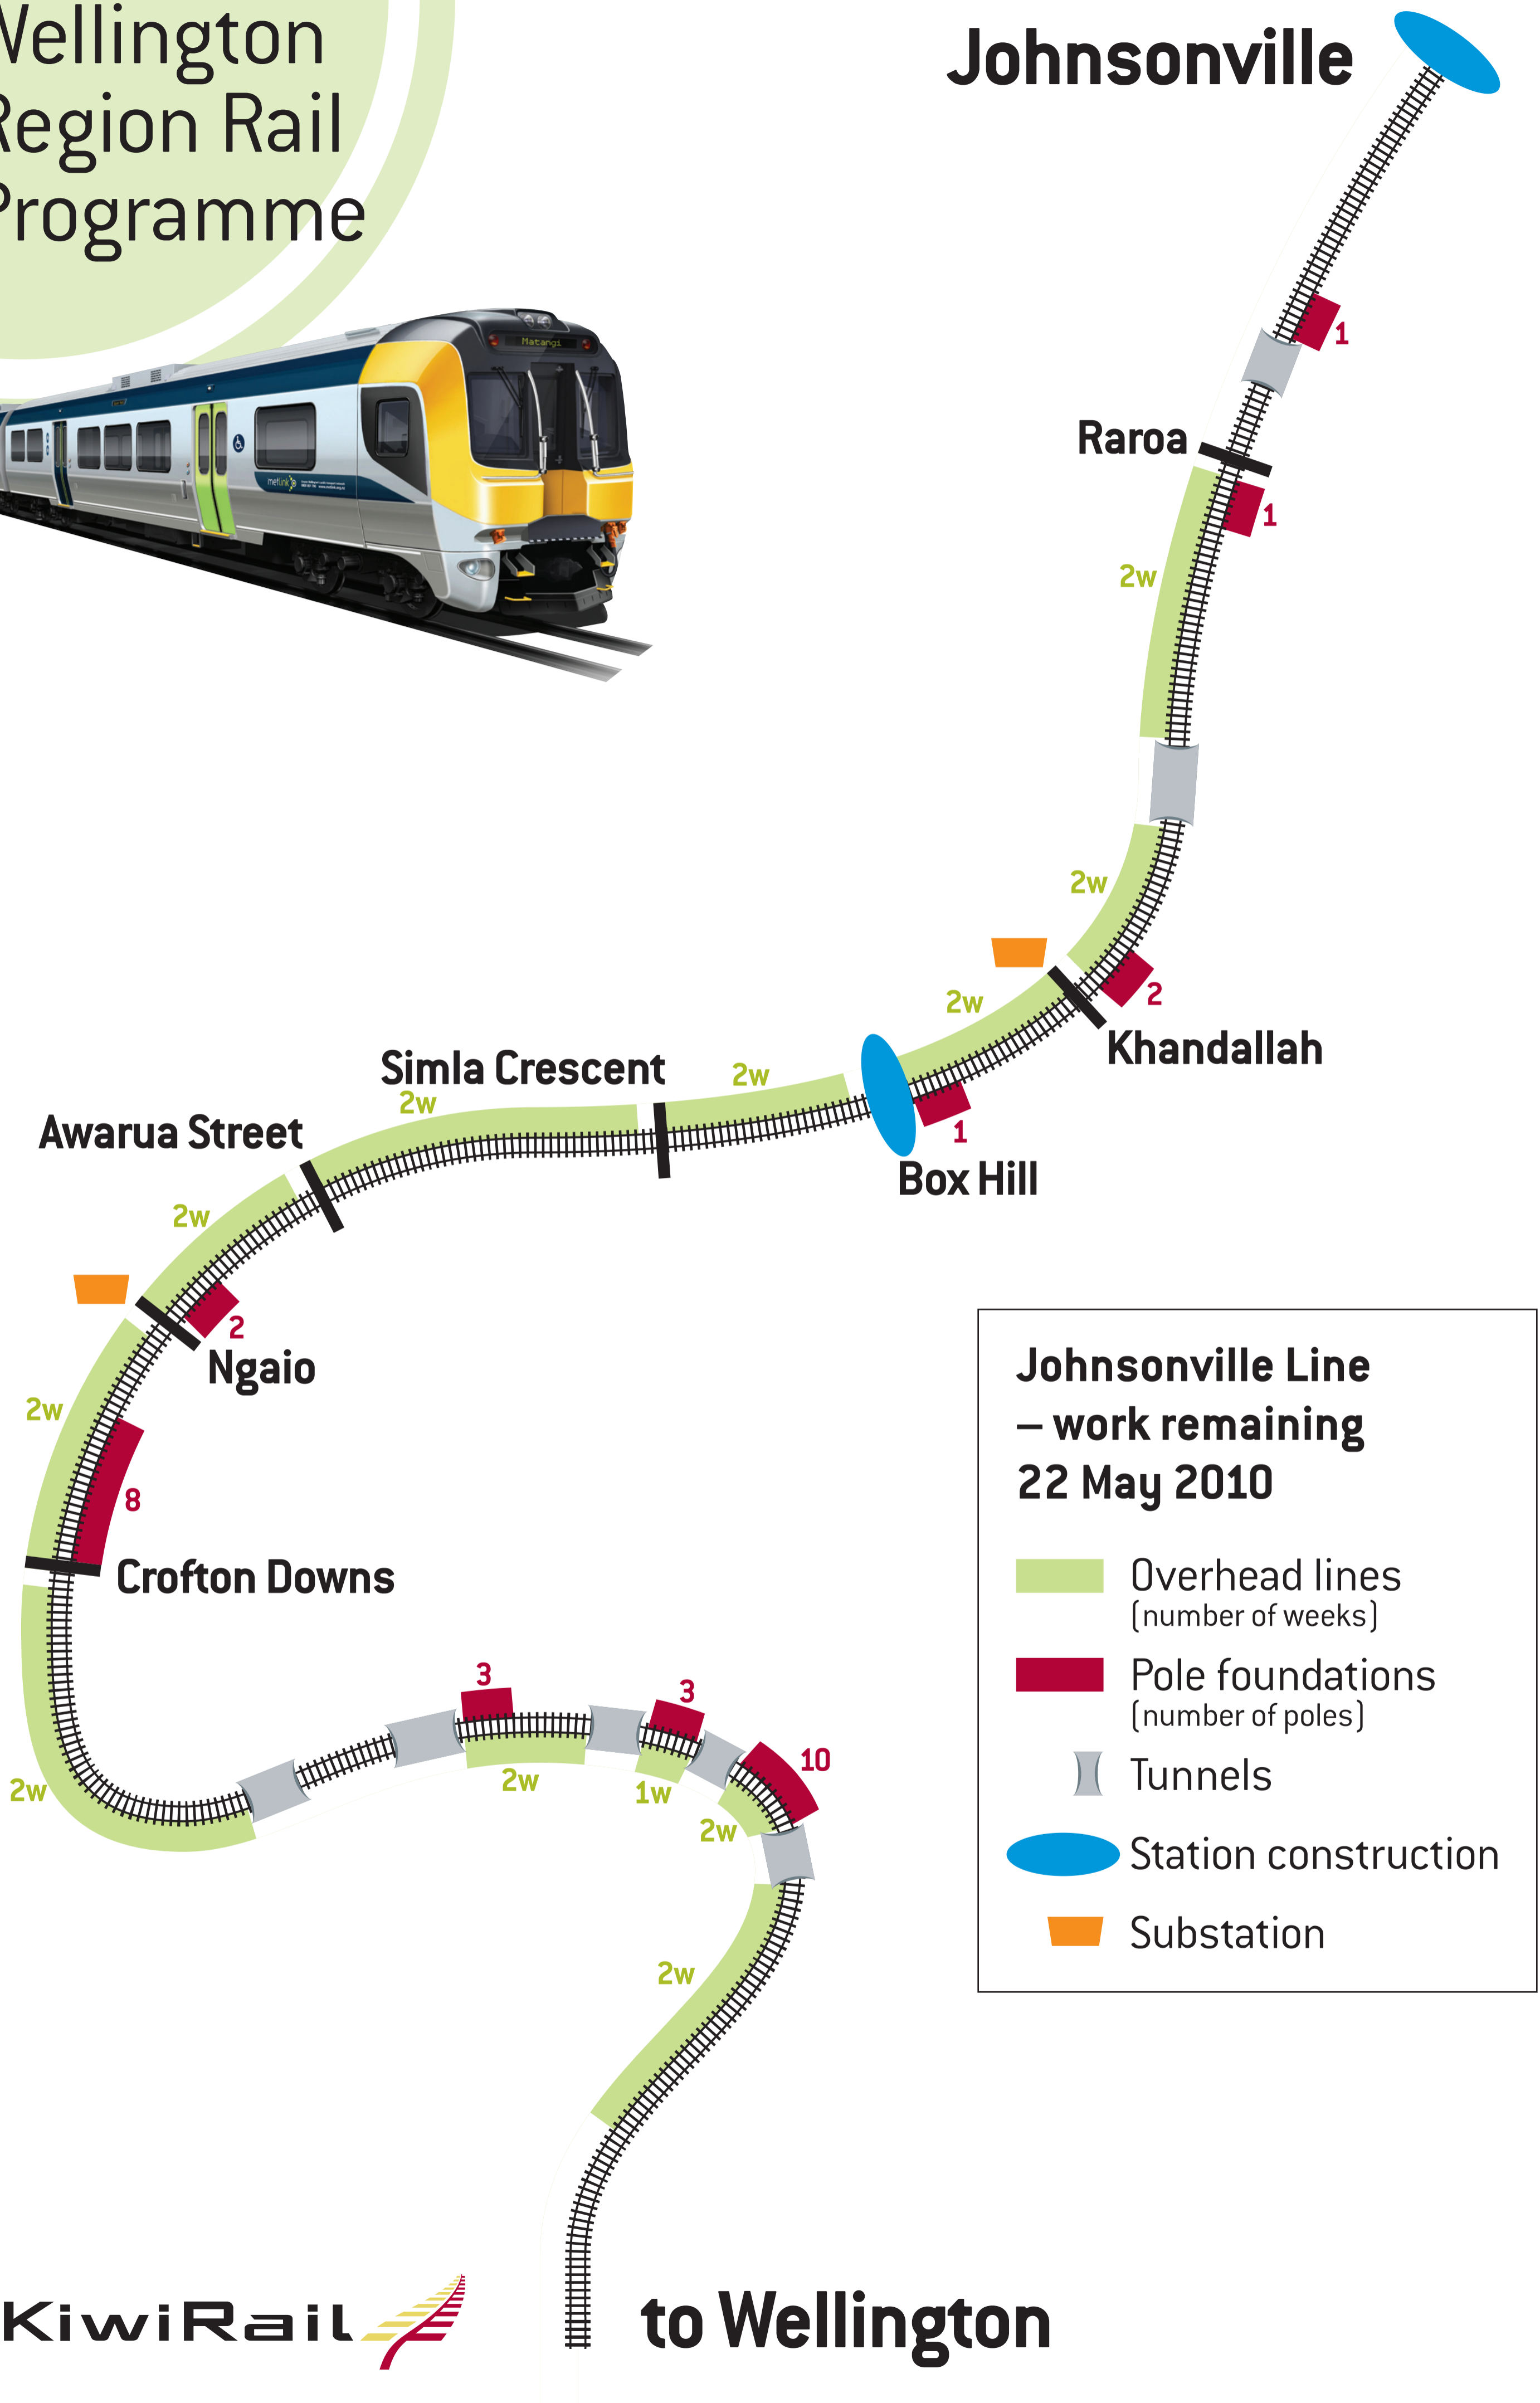 Wellington
Region Rail
Programme
Johnsonville
Matangi
metlink
1
Raroa
1
2w
2w
2w
2
Khandallah
Simla Crescent
2w
2w
Awarua Street
1
Box Hill
2w
2
Ngaio
2w
8
Crofton Downs
3
3
10
2w
2w
1w
2w
2w
Johnsonville Line
– work remaining
22 May 2010
Overhead lines
(number of weeks)
Pole foundations
(number of poles)
Tunnels
Station construction
Substation
KiwiRail
to Wellington